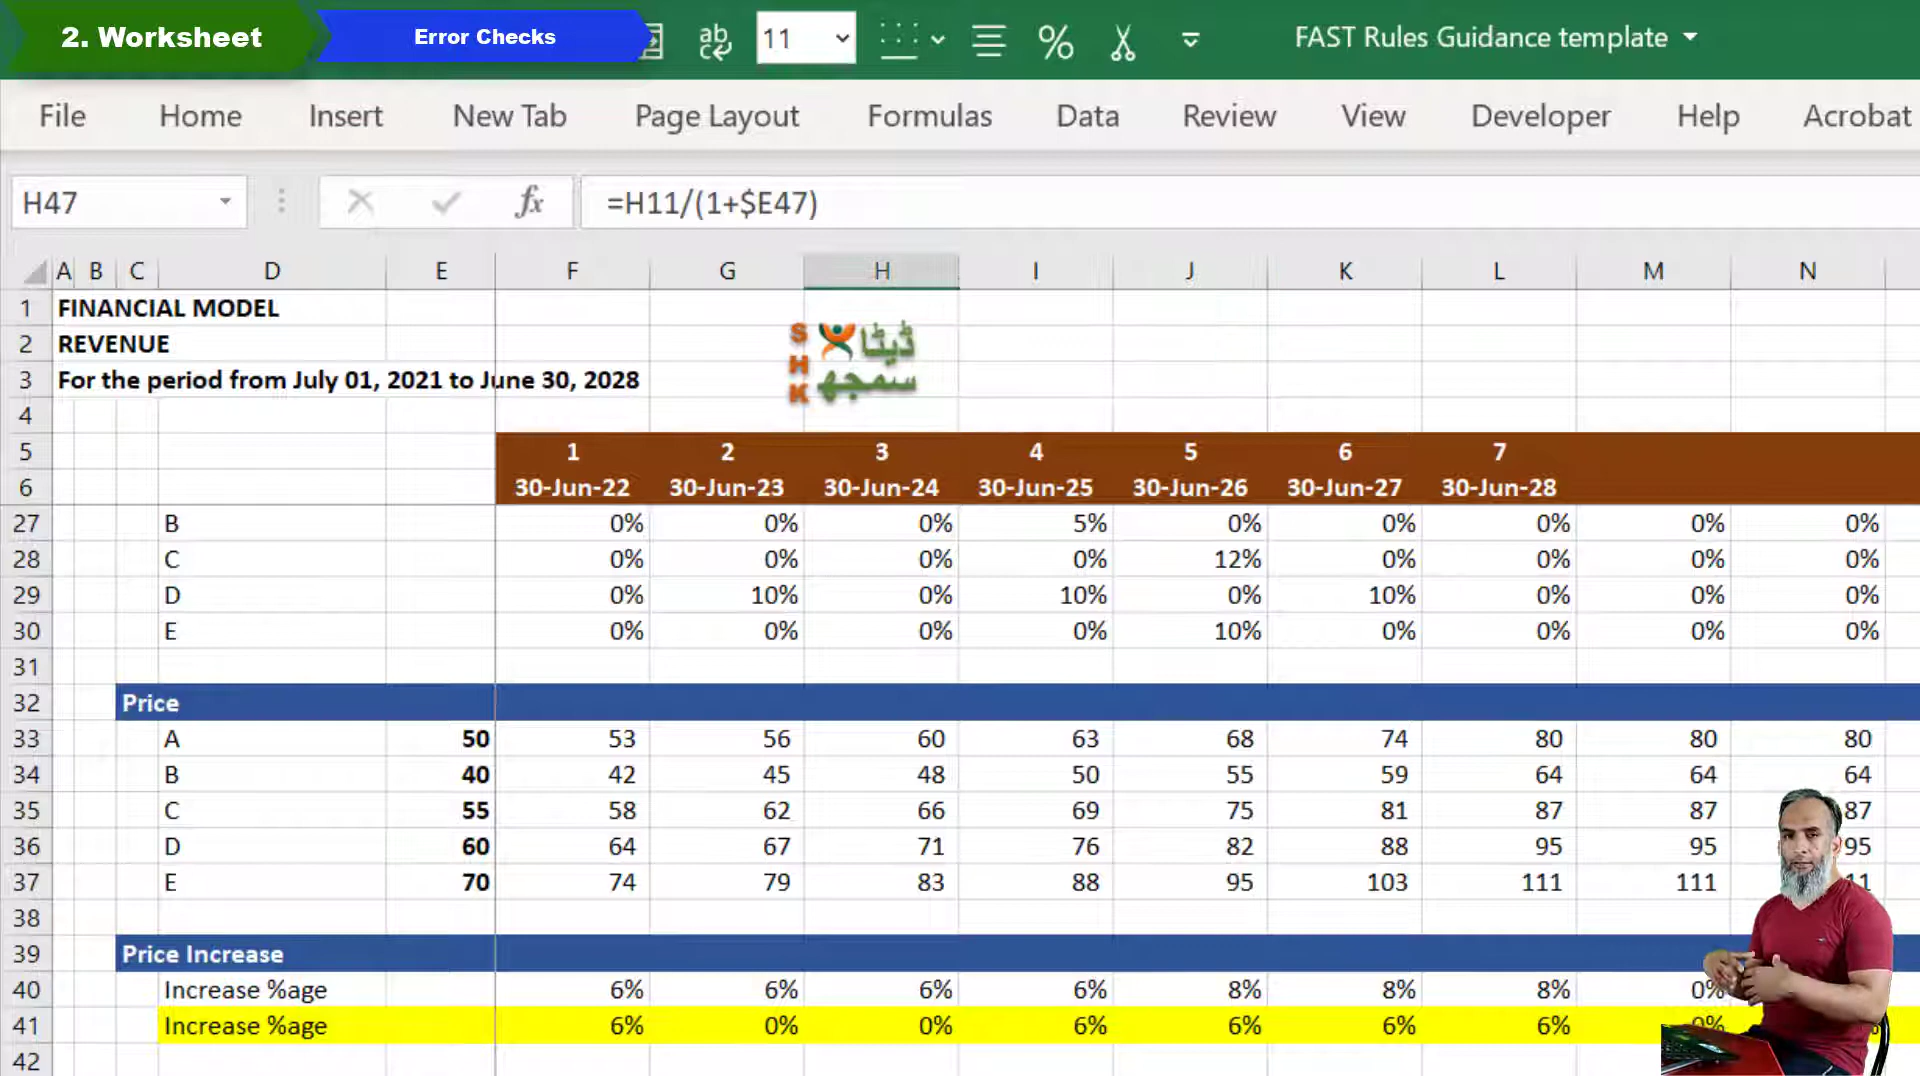 2. Worksheet
Error Checks
ab
11
%
FAST Rules Guidance template
File Home Insert New Tab Page Layout Formulas Data Review View Developer Help Acrobat
H47 fx =H11/(1+$E47)
A B C D E F G H I J K L M N
1 FINANCIAL MODEL
2 REVENUE
3 For the period from July 01, 2021 to June 30, 2028
SHK
ڈیٹا
سمجھ
4
5 1 2 3 4 5 6 7
6 30-Jun-22 30-Jun-23 30-Jun-24 30-Jun-25 30-Jun-26 30-Jun-27 30-Jun-28
27 B 0% 0% 0% 5% 0% 0% 0% 0% 0%
28 C 0% 0% 0% 0% 12% 0% 0% 0% 0%
29 D 0% 10% 0% 10% 0% 10% 0% 0% 0%
30 E 0% 0% 0% 0% 10% 0% 0% 0% 0%
31
32 Price
33 A 50 53 56 60 63 68 74 80 80 80
34 B 40 42 45 48 50 55 59 64 64 64
35 C 55 58 62 66 69 75 81 87 87 87
36 D 60 64 67 71 76 82 88 95 95 95
37 E 70 74 79 83 88 95 103 111 111
38
39 Price Increase
40 Increase %age 6% 6% 6% 6% 8% 8% 8% 0%
41 Increase %age 6% 0% 0% 6% 6% 6% 6% 0%
42